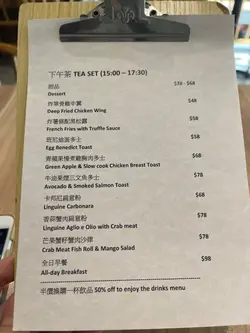 下午茶 TEA SET (15:00 – 17:30)
甜品 $38 - $68
Dessert
炸單骨雞中翼 $48
Deep Fried Chicken Wing
炸薯條配黑松露 $58
French Fries with Truffle Sauce
班尼迪蛋多士 $58
Egg Benedict Toast
青蘋果慢煮雞胸肉多士 $68
Green Apple & Slow cook Chicken Breast Toast
牛油果煙三文魚多士 $78
Avocado & Smoked Salmon Toast
卡邦尼扁意粉 $68
Linguine Carbonara
香蒜蟹肉扁意粉 $78
Linguine Aglio e Olio with Crab meat
芒果蟹籽蟹肉沙律 $78
Crab Meat Fish Roll & Mango Salad
全日早餐 $98
All-day Breakfast
半價換購一杯飲品 50% off to enjoy the drinks menu